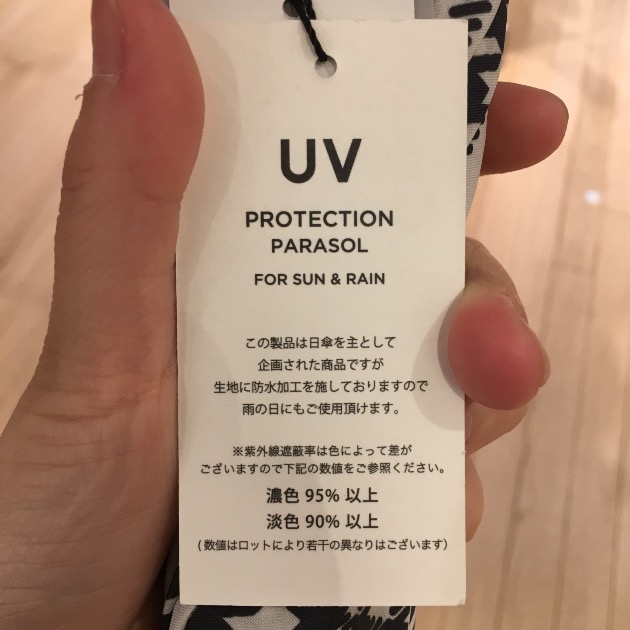 UV
PROTECTION
PARASOL
FOR SUN & RAIN
この製品は日傘を主として
企画された商品ですが
生地に防水加工を施しておりますので
雨の日にもご使用頂けます。
※紫外線遮蔽率は色によって差が
ございますので下記の数値をご参照ください。
濃色 95% 以上
淡色 90% 以上
(数値はロットにより若干の異なりはございます)